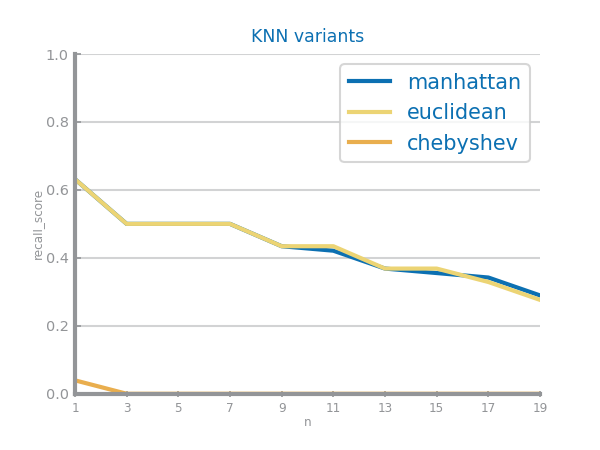 KNN variants
1.0
0.8
0.6
0.4
0.2
0.0
recall_score
manhattan
euclidean
chebyshev
1 3 5 7 9 11 13 15 17 19
n